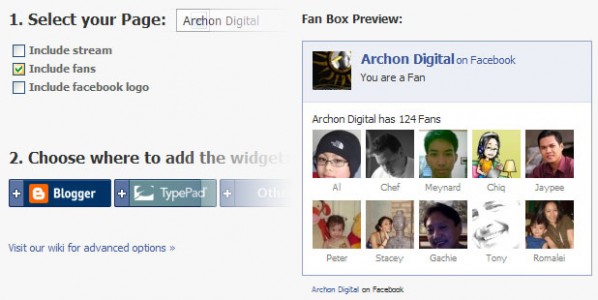 1. Select your Page: Archon Digital
Include stream
Include fans
Include facebook logo
2. Choose where to add the widget
Blogger TypePad Oth
Visit our wiki for advanced options »
Fan Box Preview:
Archon Digital on Facebook
You are a Fan
Archon Digital has 124 Fans
Al Chef Meynard Chiq Jaypee
Peter Stacey Gachie Tony Romalei
Archon Digital on Facebook